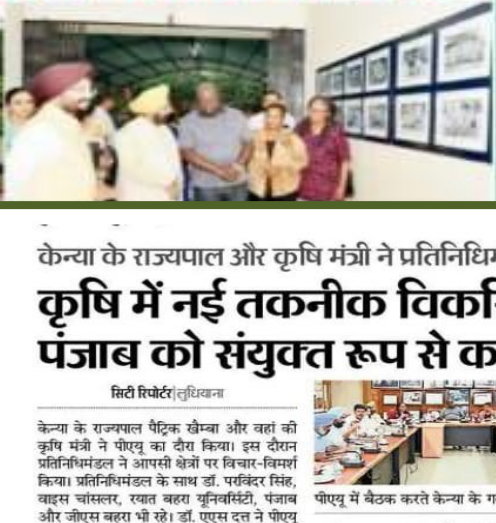 केन्या के राज्यपाल और कृषि मंत्री ने प्रतिनिधिम
कृषि में नई तकनीक विकसि
पंजाब को संयुक्त रूप से क
सिटी रिपोर्टर|लुधियाना
केन्या के राज्यपाल पैट्रिक खैम्बा और वहां की
कृषि मंत्री ने पीएयू का दौरा किया। इस दौरान
प्रतिनिधिमंडल ने आपसी क्षेत्रों पर विचार-विमर्श
किया। प्रतिनिधिमंडल के साथ डॉ. परविंदर सिंह,
वाइस चांसलर, रयात बहरा यूनिवर्सिटी, पंजाब
और जीएस बहरा भी रहे। डॉ. एएस दत्त ने पीएयू
पीएयू में बैठक करते केन्या के ग